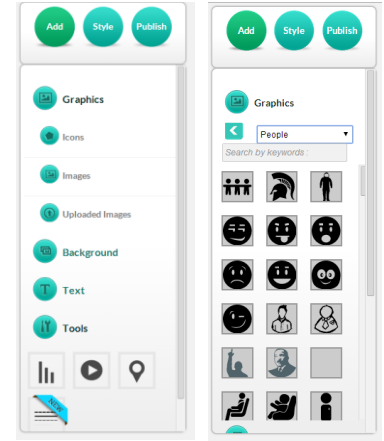 Add Style Publish
Graphics
Icons
Images
Uploaded Images
Background
Text
Tools
NEW
Add Style Publish
Graphics
People
Search by keywords :